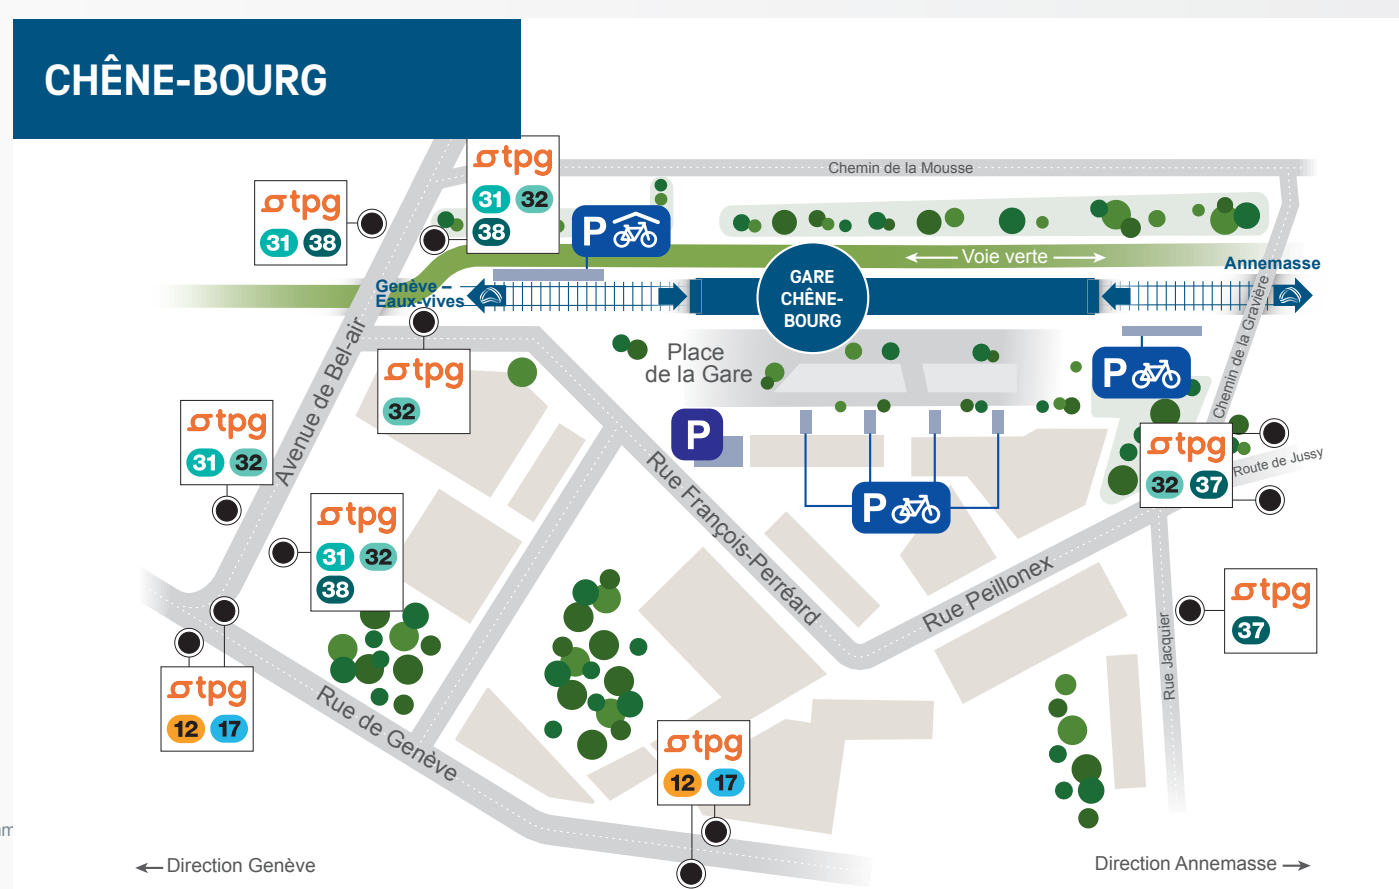 CHÊNE-BOURG
tpg
31 32
38
Chemin de la Mousse
tpg
31 38
P
Voie verte
Annemasse
GARE
CHÊNE-
BOURG
Genève –
Eaux-vives
Chemin de la Gravière
Avenue de Bel-air
tpg
32
Place
de la Gare
P
P
tpg
31 32
tpg
32 37
Route de Jussy
Rue François-Perréard
P
tpg
31 32
38
Rue Peillonex
tpg
37
Rue Jacquier
tpg
12 17
Rue de Genève
tpg
12 17
Direction Genève
Direction Annemasse